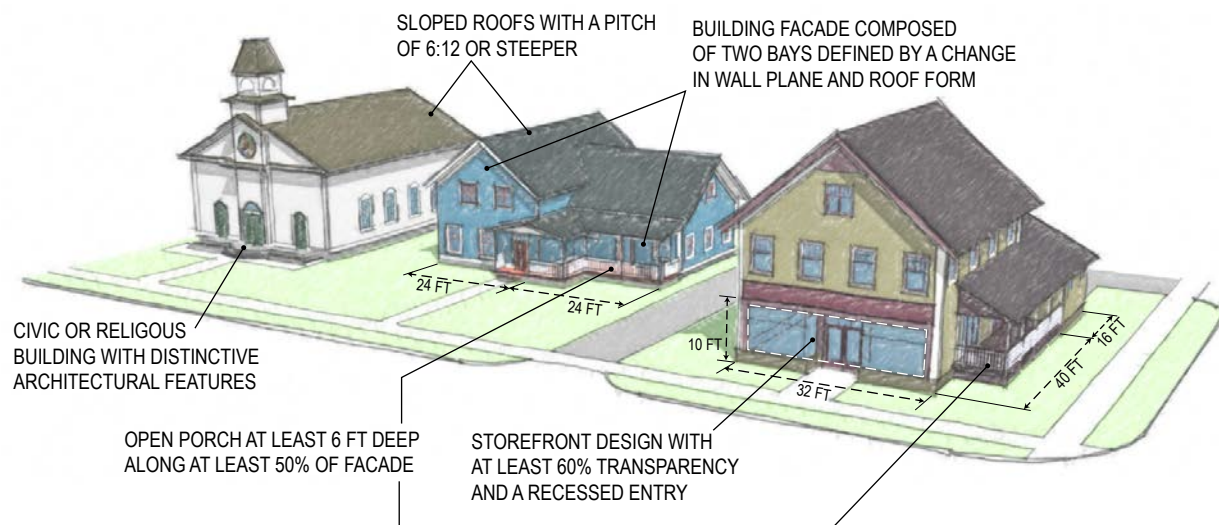 SLOPED ROOFS WITH A PITCH
OF 6:12 OR STEEPER
BUILDING FACADE COMPOSED
OF TWO BAYS DEFINED BY A CHANGE
IN WALL PLANE AND ROOF FORM
24 FT
24 FT
10 FT
32 FT
40 FT
16 FT
CIVIC OR RELIGOUS
BUILDING WITH DISTINCTIVE
ARCHITECTURAL FEATURES
OPEN PORCH AT LEAST 6 FT DEEP
ALONG AT LEAST 50% OF FACADE
STOREFRONT DESIGN WITH
AT LEAST 60% TRANSPARENCY
AND A RECESSED ENTRY